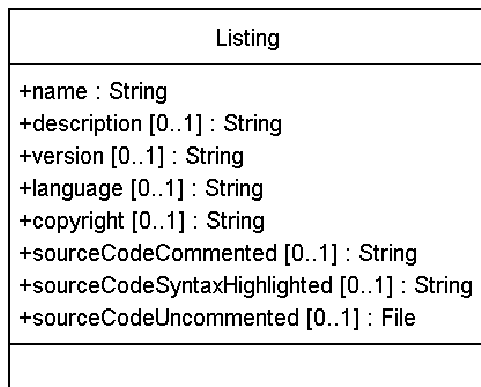 Listing
+name : String
+description [0..1] : String
+version [0..1] : String
+language [0..1] : String
+copyright [0..1] : String
+sourceCodeCommented [0..1] : String
+sourceCodeSyntaxHighlighted [0..1] : String
+sourceCodeUncommented [0..1] : File